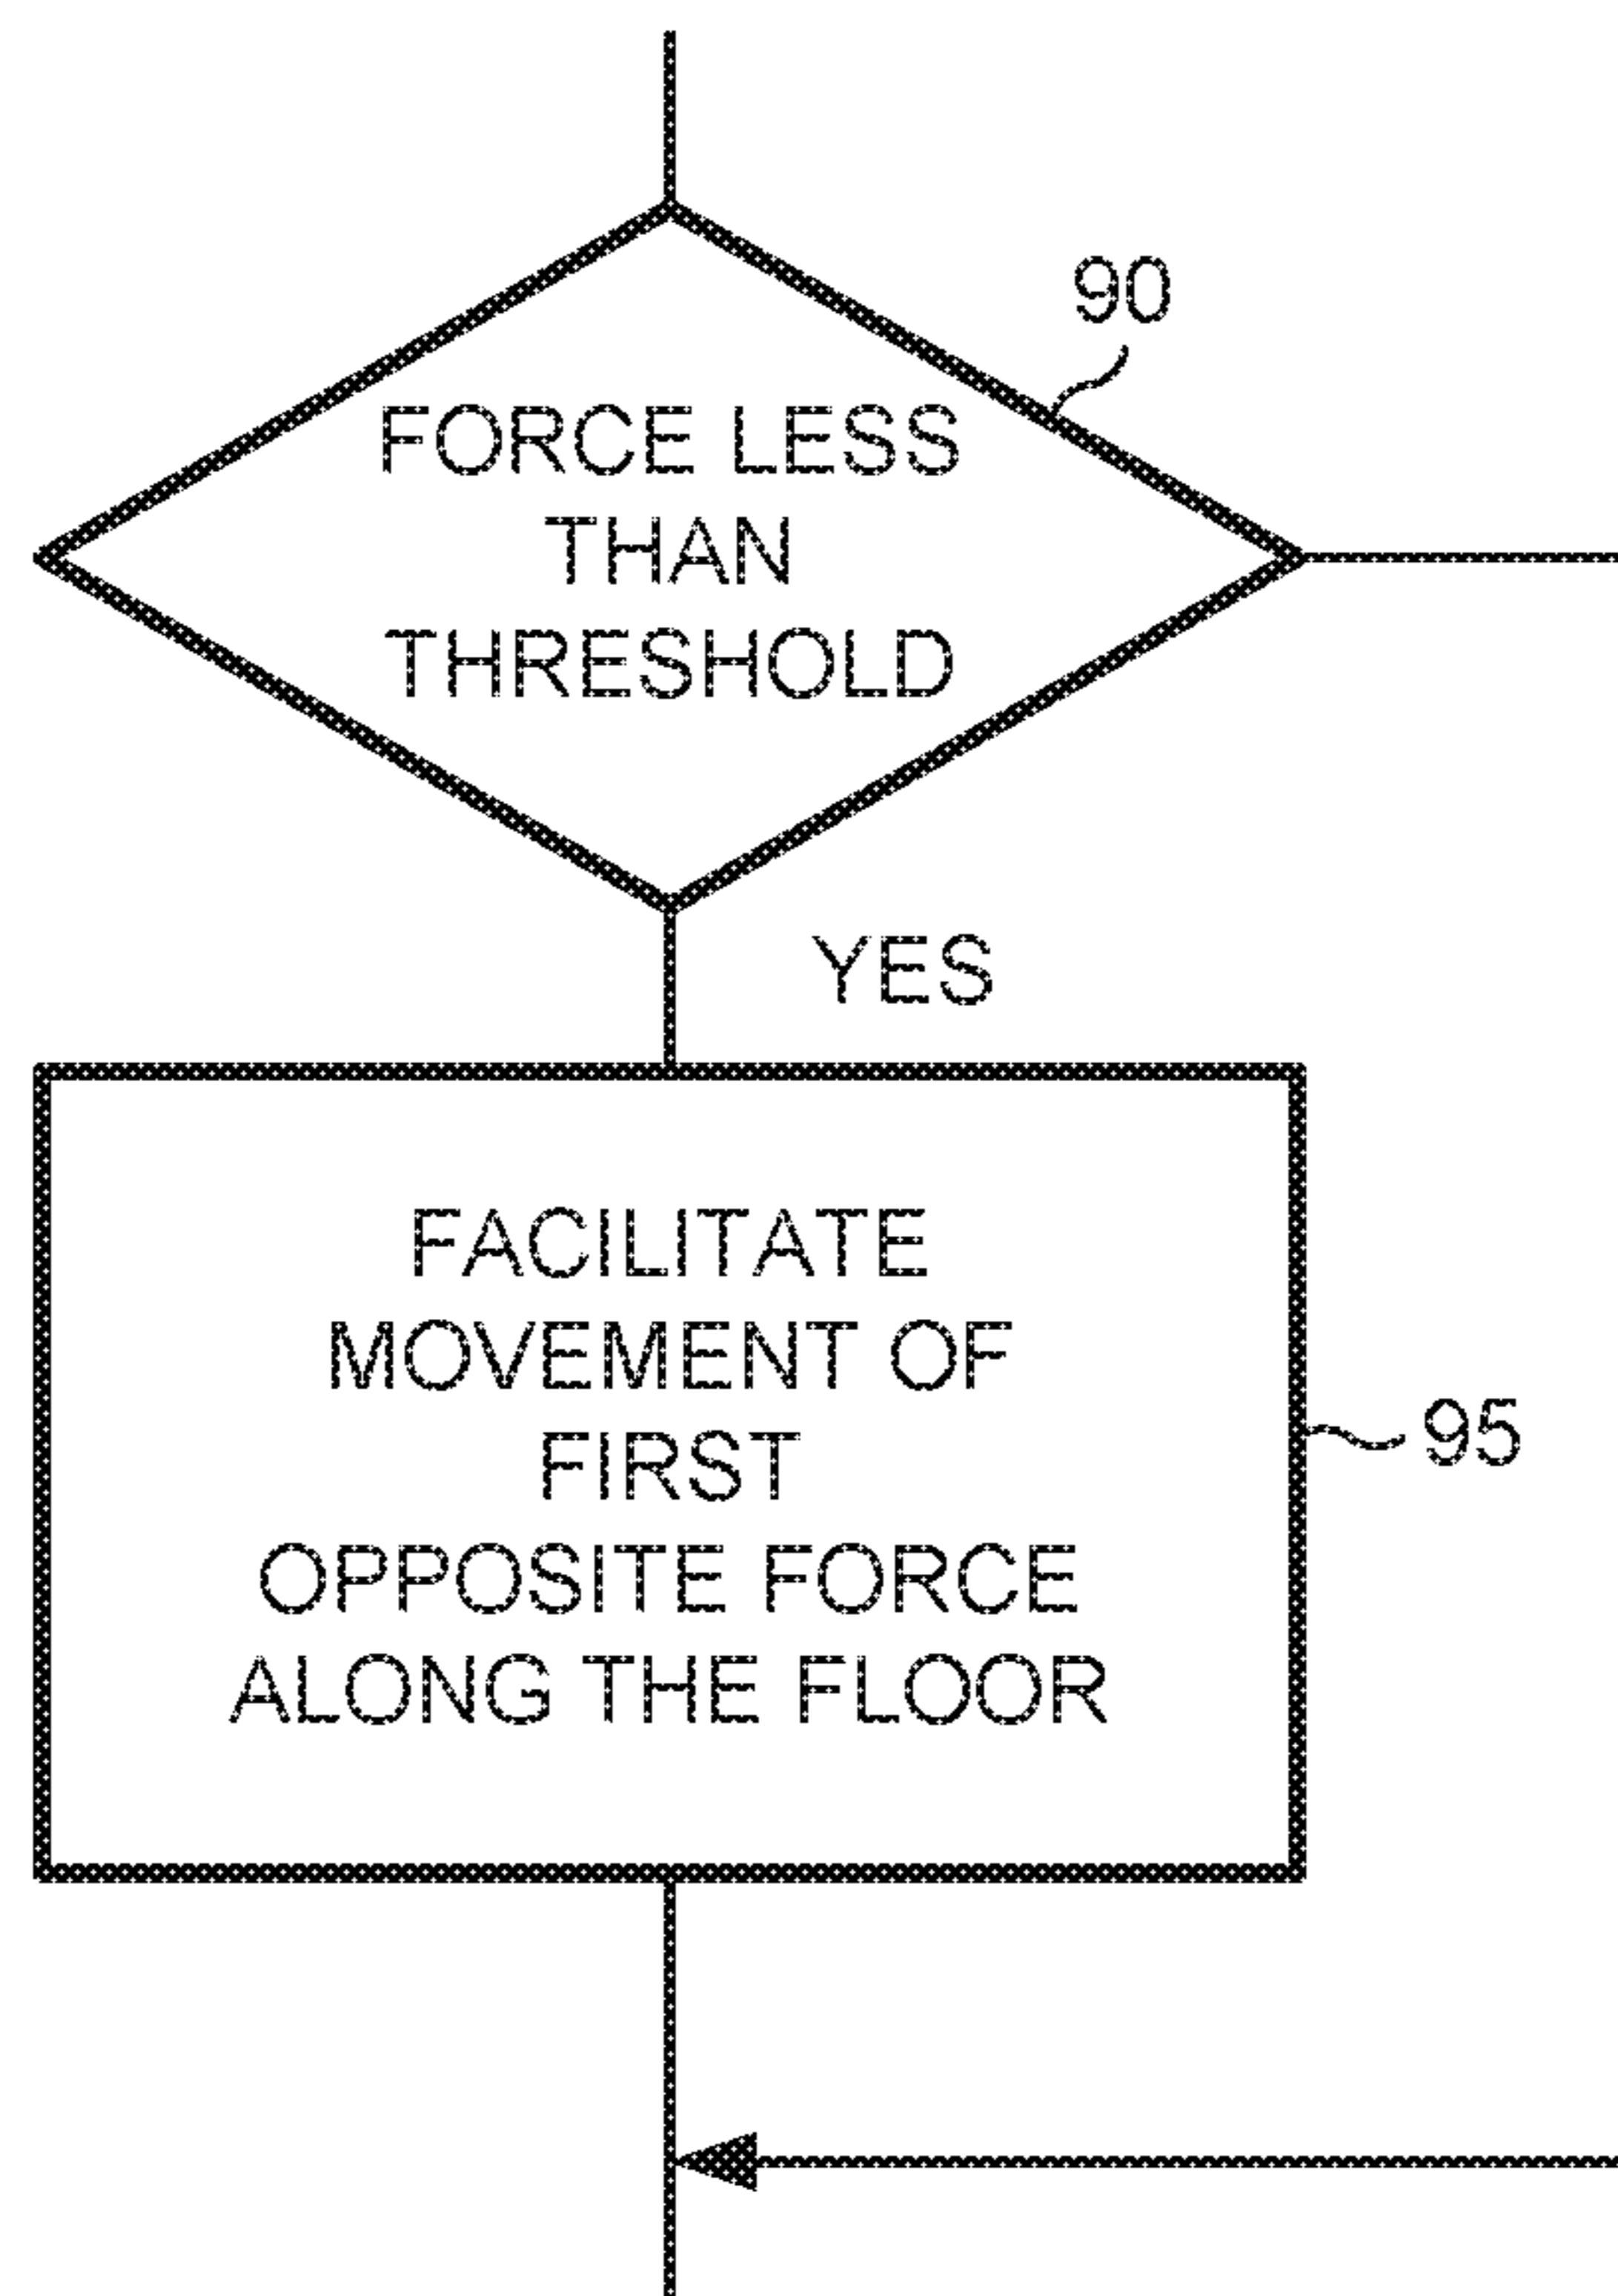 90
FORCE LESS
THAN
THRESHOLD
YES
FACILITATE
MOVEMENT OF
FIRST
OPPOSITE FORCE
ALONG THE FLOOR
95